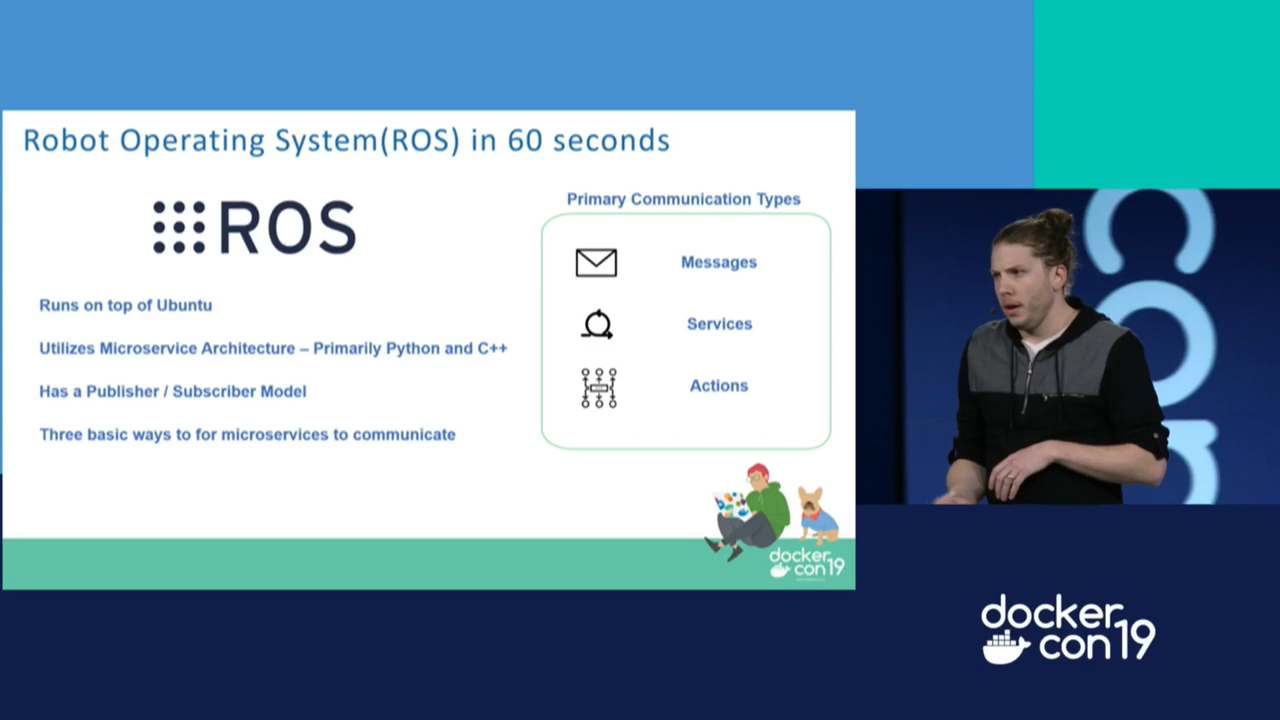 Robot Operating System(ROS) in 60 seconds
ROS
Runs on top of Ubuntu
Utilizes Microservice Architecture – Primarily Python and C++
Has a Publisher / Subscriber Model
Three basic ways to for microservices to communicate
Primary Communication Types
Messages
Services
Actions
docker
con19
con
docker
con19